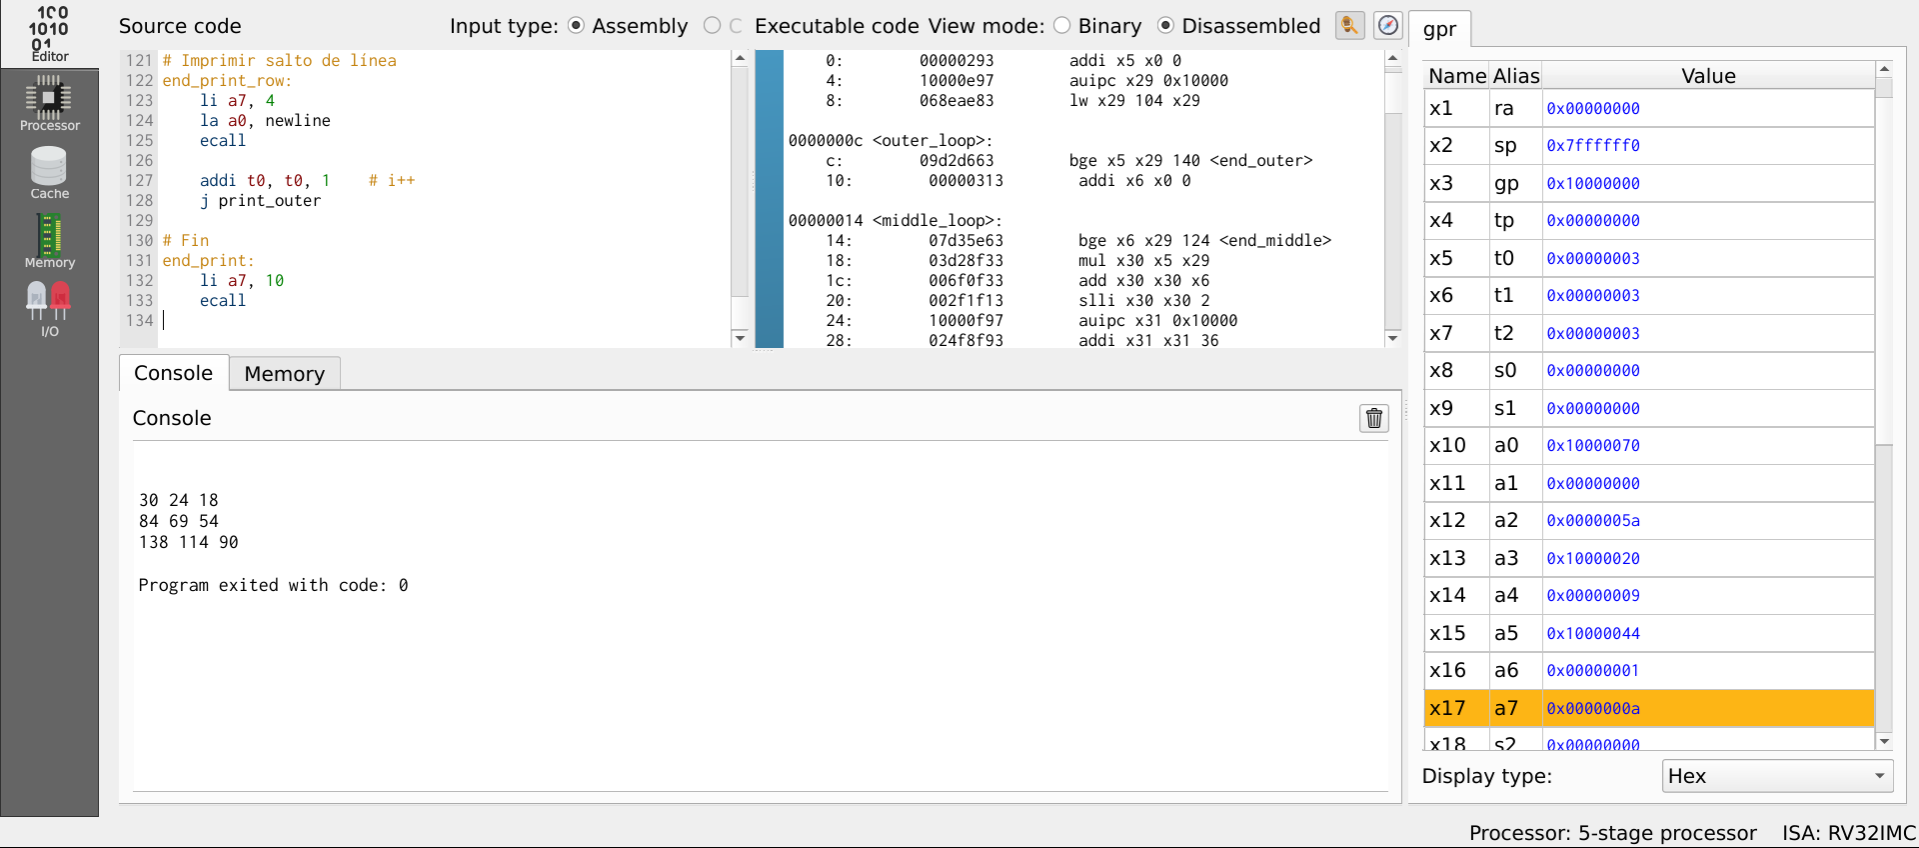 100
1010
01
Editor
Processor
Cache
Memory
I/O
Source code
Input type: Assembly C
Executable code View mode: Binary Disassembled
121 # Imprimir salto de línea
122 end_print_row:
123 li a7, 4
124 la a0, newline
125 ecall
126
127 addi t0, t0, 1 # i++
128 j print_outer
129
130 # Fin
131 end_print:
132 li a7, 10
133 ecall
134
0: 00000293 addi x5 x0 0
4: 10000e97 auipc x29 0x10000
8: 068eae83 lw x29 104 x29
0000000c <outer_loop>:
c: 09d2d663 bge x5 x29 140 <end_outer>
10: 00000313 addi x6 x0 0
00000014 <middle_loop>:
14: 07d35e63 bge x6 x29 124 <end_middle>
18: 03d28f33 mul x30 x5 x29
1c: 006f0f33 add x30 x30 x6
20: 002f1f13 slli x30 x30 2
24: 10000f97 auipc x31 0x10000
28: 024f8f93 addi x31 x31 36
Console Memory
Console
30 24 18
84 69 54
138 114 90
Program exited with code: 0
gpr
Name Alias Value
x1 ra 0x00000000
x2 sp 0x7ffffff0
x3 gp 0x10000000
x4 tp 0x00000000
x5 t0 0x00000003
x6 t1 0x00000003
x7 t2 0x00000003
x8 s0 0x00000000
x9 s1 0x00000000
x10 a0 0x10000070
x11 a1 0x00000000
x12 a2 0x0000005a
x13 a3 0x10000020
x14 a4 0x00000009
x15 a5 0x10000044
x16 a6 0x00000001
x17 a7 0x0000000a
x18 s2 0x00000000
Display type: Hex
Processor: 5-stage processor ISA: RV32IMC